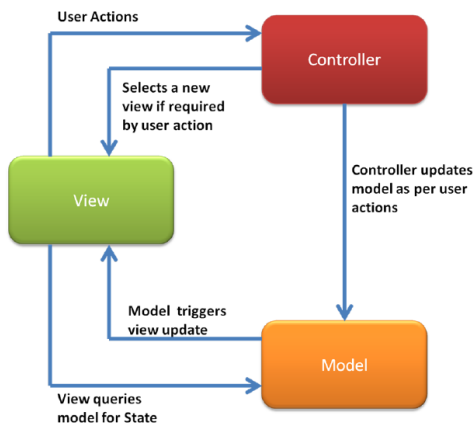 User Actions
Controller
Selects a new
view if required
by user action
Controller updates
model as per user
actions
View
Model triggers
view update
Model
View queries
model for State